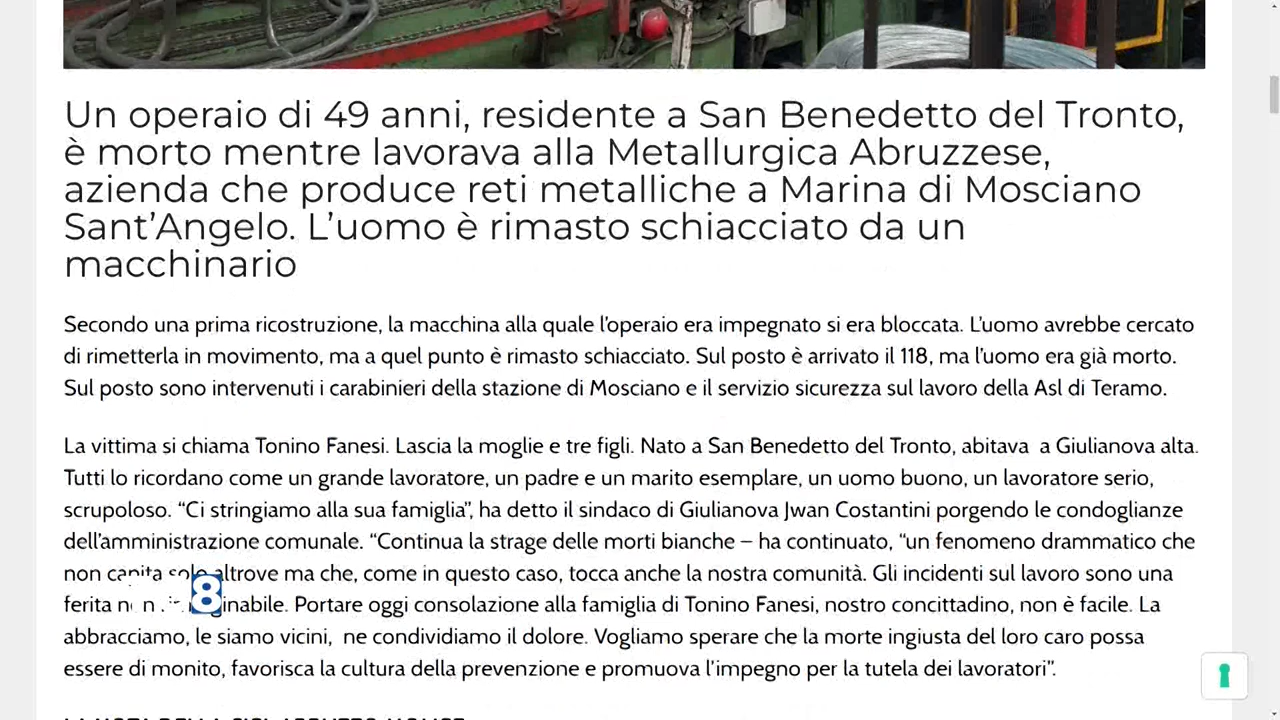 Un operaio di 49 anni, residente a San Benedetto del Tronto,
è morto mentre lavorava alla Metallurgica Abruzzese,
azienda che produce reti metalliche a Marina di Mosciano
Sant’Angelo. L’uomo è rimasto schiacciato da un
macchinario
Secondo una prima ricostruzione, la macchina alla quale l’operaio era impegnato si era bloccata. L’uomo avrebbe cercato
di rimetterla in movimento, ma a quel punto è rimasto schiacciato. Sul posto è arrivato il 118, ma l’uomo era già morto.
Sul posto sono intervenuti i carabinieri della stazione di Mosciano e il servizio sicurezza sul lavoro della Asl di Teramo.
La vittima si chiama Tonino Fanesi. Lascia la moglie e tre figli. Nato a San Benedetto del Tronto, abitava a Giulianova alta.
Tutti lo ricordano come un grande lavoratore, un padre e un marito esemplare, un uomo buono, un lavoratore serio,
scrupoloso. “Ci stringiamo alla sua famiglia”, ha detto il sindaco di Giulianova Jwan Costantini porgendo le condoglianze
dell’amministrazione comunale. “Continua la strage delle morti bianche – ha continuato, “un fenomeno drammatico che
non capita solo altrove ma che, come in questo caso, tocca anche la nostra comunità. Gli incidenti sul lavoro sono una
ferita 8 Portare oggi consolazione alla famiglia di Tonino Fanesi, nostro concittadino, non è facile. La
abbracciamo, le siamo vicini, ne condividiamo il dolore. Vogliamo sperare che la morte ingiusta del loro caro possa
essere di monito, favorisca la cultura della prevenzione e promuova l’impegno per la tutela dei lavoratori”.